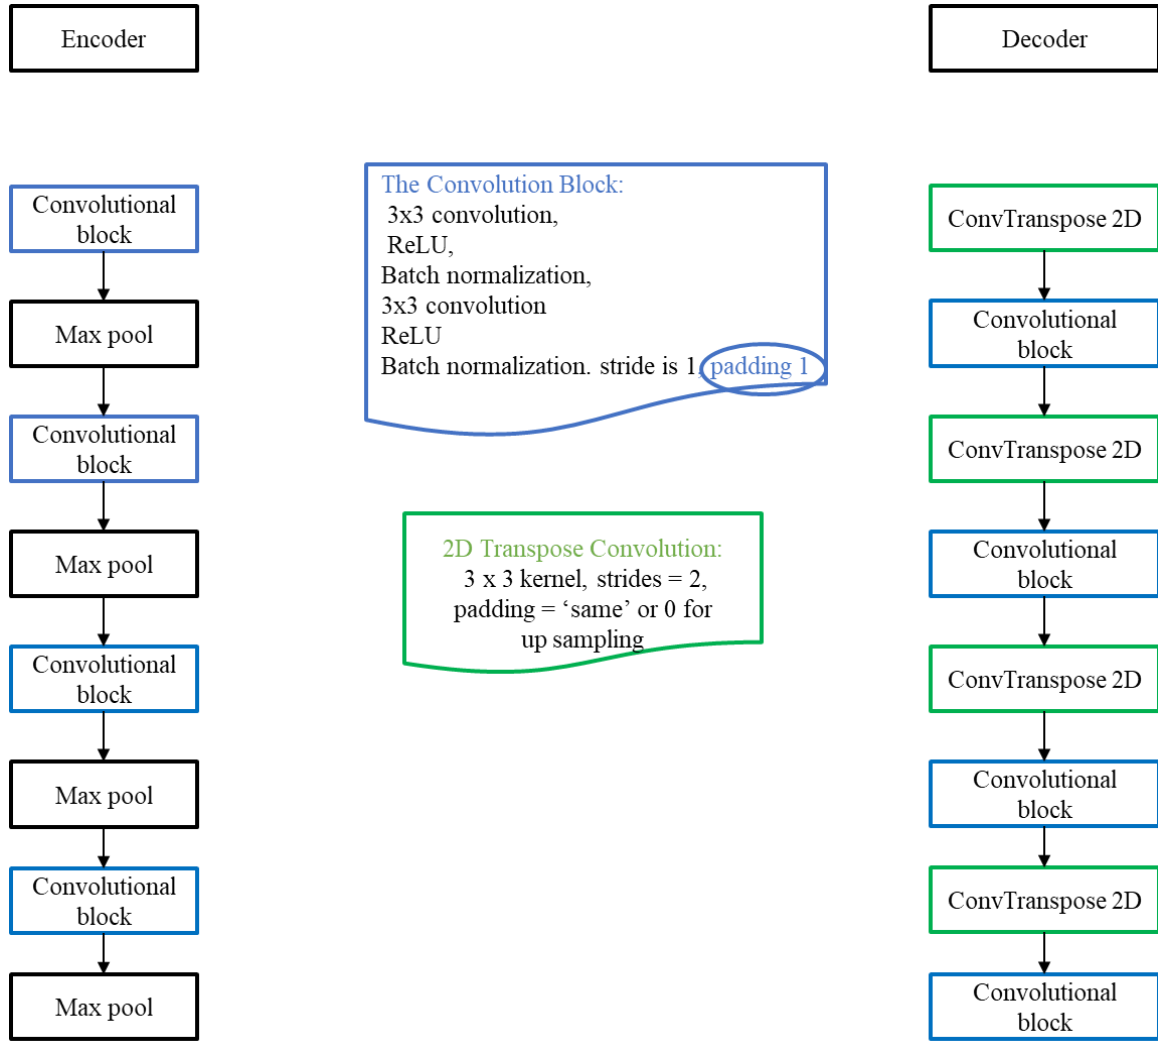 Encoder
Convolutional
block
Max pool
Convolutional
block
Max pool
Convolutional
block
Max pool
Convolutional
block
Max pool
The Convolution Block:
3x3 convolution,
ReLU,
Batch normalization,
3x3 convolution
ReLU
Batch normalization. stride is 1, padding 1
2D Transpose Convolution:
3 x 3 kernel, strides = 2,
padding = ‘same’ or 0 for
up sampling
Decoder
ConvTranspose 2D
Convolutional
block
ConvTranspose 2D
Convolutional
block
ConvTranspose 2D
Convolutional
block
ConvTranspose 2D
Convolutional
block